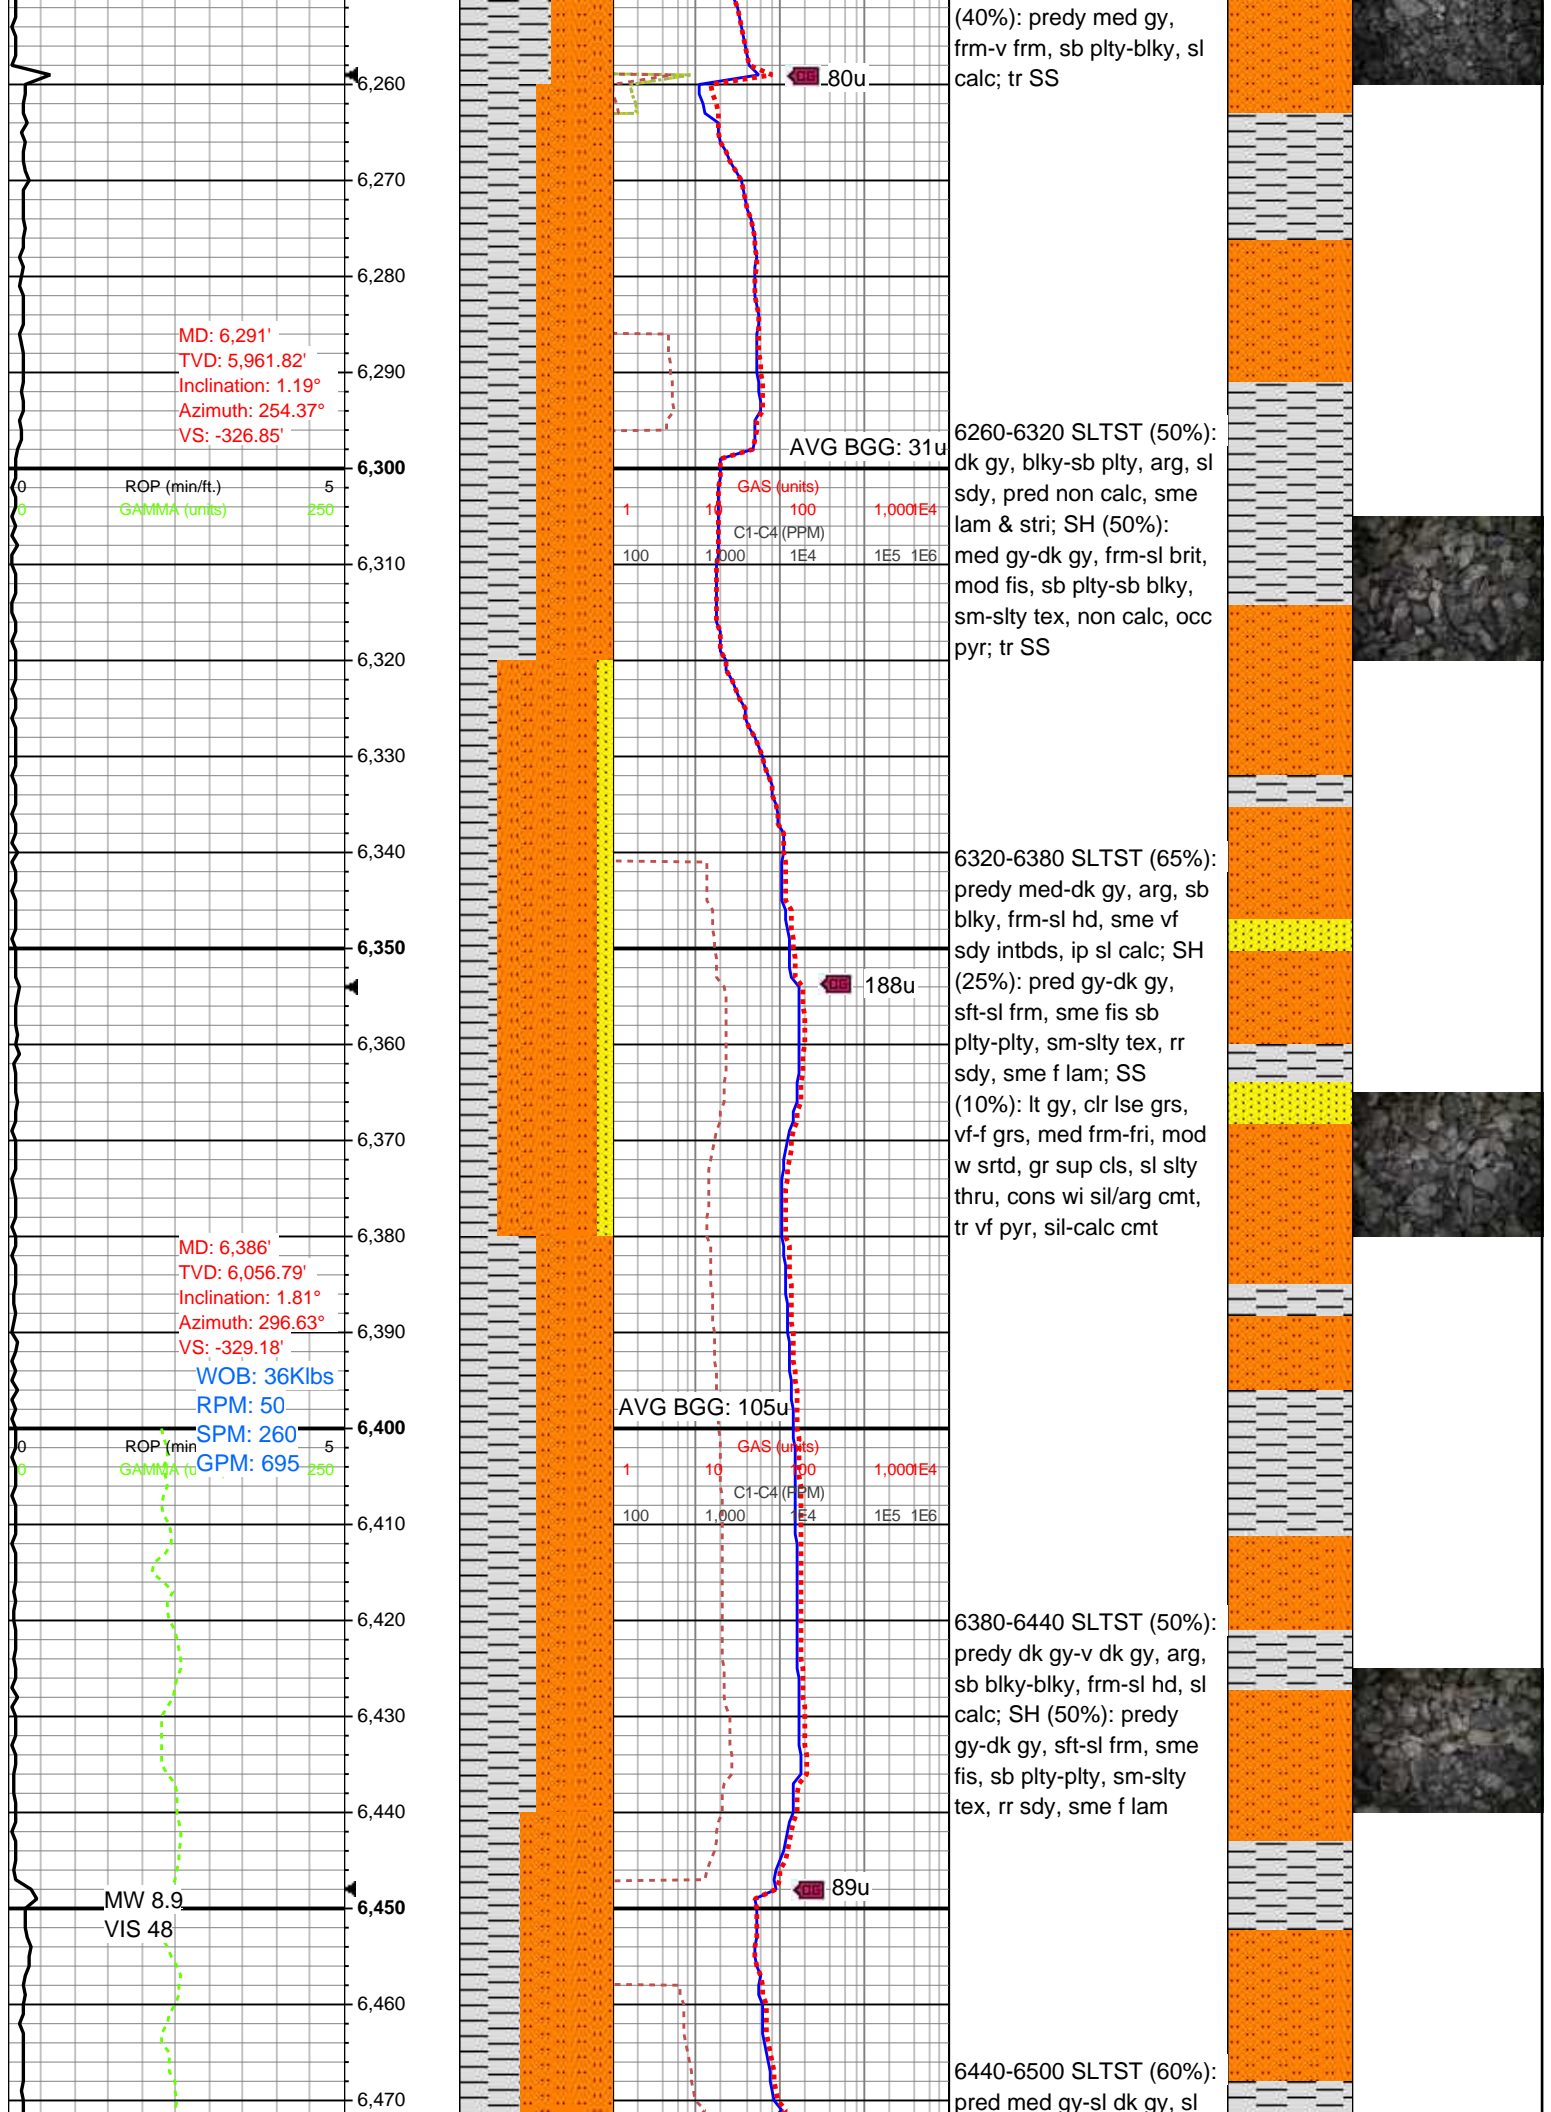 (40%): predy med gy,
frm-v frm, sb plty-blky, sl
calc; tr SS
CG 80u
6,260
6,270
6,280
MD: 6,291'
TVD: 5,961.82'
Inclination: 1.19°
Azimuth: 254.37°
VS: -326.85'
6,290
AVG BGG: 31u
6,300
0 ROP (min/ft.) 5
0 GAMMA (units) 250
GAS (units)
1 10 100 1,000 1E4
C1-C4 (PPM)
100 1,000 1E4 1E5 1E6
6260-6320 SLTST (50%):
dk gy, blky-sb plty, arg, sl
sdy, pred non calc, sme
lam & stri; SH (50%):
med gy-dk gy, frm-sl brit,
mod fis, sb plty-sb blky,
sm-slty tex, non calc, occ
pyr; tr SS
6,310
6,320
6,330
6,340
6,350
CG 188u
6320-6380 SLTST (65%):
predy med-dk gy, arg, sb
blky, frm-sl hd, sme vf
sdy intbds, ip sl calc; SH
(25%): pred gy-dk gy,
sft-sl frm, sme fis sb
plty-plty, sm-slty tex, rr
sdy, sme f lam; SS
(10%): lt gy, clr lse grs,
vf-f grs, med frm-fri, mod
w srtd, gr sup cls, sl slty
thru, cons wi sil/arg cmt,
tr vf pyr, sil-calc cmt
6,360
6,370
6,380
MD: 6,386'
TVD: 6,056.79'
Inclination: 1.81°
Azimuth: 296.63°
VS: -329.18'
WOB: 36Klbs
RPM: 50
SPM: 260
GPM: 695
6,390
AVG BGG: 105u
6,400
0 ROP (min 5
0 GAMMA (u 250
GAS (units)
1 10 100 1,000 1E4
C1-C4 (PPM)
100 1,000 1E4 1E5 1E6
6,410
6,420
6,430
6,440
6380-6440 SLTST (50%):
predy dk gy-v dk gy, arg,
sb blky-blky, frm-sl hd, sl
calc; SH (50%): predy
gy-dk gy, sft-sl frm, sme
fis, sb plty-plty, sm-slty
tex, rr sdy, sme f lam
CG 89u
MW 8.9
VIS 48
6,450
6,460
6,470
6440-6500 SLTST (60%):
pred med gy-sl dk gy, sl